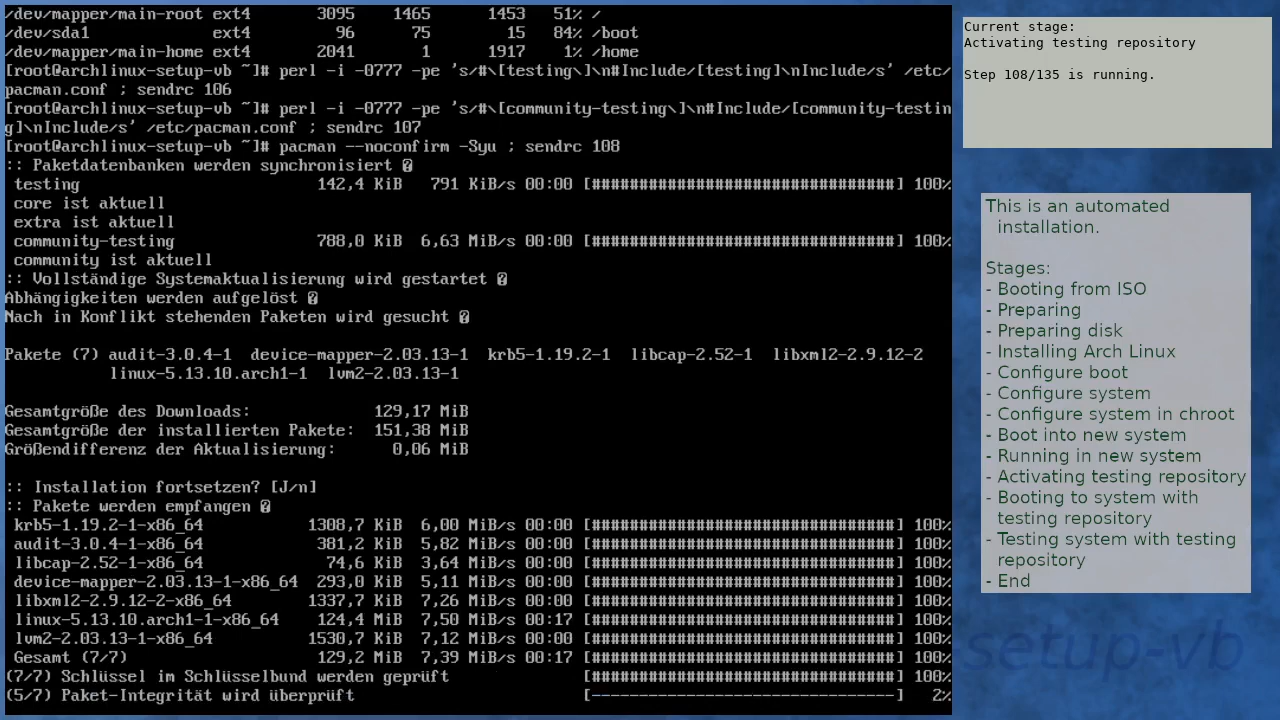 /dev/mapper/main-root ext4       3095    1465      1453   51% /
/dev/sda1             ext4         96      75        15   84% /boot
/dev/mapper/main-home ext4       2041       1      1917    1% /home
[root@archlinux-setup-vb ~]# perl -i -0777 -pe 's/#\[testing\]\n#Include/[testing]\nInclude/s' /etc/
pacman.conf ; sendrc 106
[root@archlinux-setup-vb ~]# perl -i -0777 -pe 's/#\[community-testing\]\n#Include/[community-testin
g]\nInclude/s' /etc/pacman.conf ; sendrc 107
[root@archlinux-setup-vb ~]# pacman --noconfirm -Syu ; sendrc 108
:: Paketdatenbanken werden synchronisiert �
 testing                         142,4 KiB   791 KiB/s 00:00 [################################] 100%
 core ist aktuell
 extra ist aktuell
 community-testing               788,0 KiB  6,63 MiB/s 00:00 [################################] 100%
 community ist aktuell
:: Vollständige Systemaktualisierung wird gestartet �
Abhängigkeiten werden aufgelöst �
Nach in Konflikt stehenden Paketen wird gesucht �
Pakete (7) audit-3.0.4-1  device-mapper-2.03.13-1  krb5-1.19.2-1  libcap-2.52-1  libxml2-2.9.12-2
           linux-5.13.10.arch1-1  lvm2-2.03.13-1
Gesamtgröße des Downloads:             129,17 MiB
Gesamtgröße der installierten Pakete:  151,38 MiB
Größendifferenz der Aktualisierung:      0,06 MiB
:: Installation fortsetzen? [J/n]
:: Pakete werden empfangen �
 krb5-1.19.2-1-x86_64           1308,7 KiB  6,00 MiB/s 00:00 [################################] 100%
 audit-3.0.4-1-x86_64            381,2 KiB  5,82 MiB/s 00:00 [################################] 100%
 libcap-2.52-1-x86_64             74,6 KiB  3,64 MiB/s 00:00 [################################] 100%
 device-mapper-2.03.13-1-x86_64  293,0 KiB  5,11 MiB/s 00:00 [################################] 100%
 libxml2-2.9.12-2-x86_64        1337,7 KiB  7,26 MiB/s 00:00 [################################] 100%
 linux-5.13.10.arch1-1-x86_64    124,4 MiB  7,50 MiB/s 00:17 [################################] 100%
 lvm2-2.03.13-1-x86_64          1530,7 KiB  7,12 MiB/s 00:00 [################################] 100%
 Gesamt (7/7)                    129,2 MiB  7,39 MiB/s 00:17 [################################] 100%
(7/7) Schlüssel im Schlüsselbund werden geprüft              [################################] 100%
(5/7) Paket-Integrität wird überprüft                        [--------------------------------]   2%
Current stage:
Activating testing repository
Step 108/135 is running.
This is an automated
installation.
Stages:
- Booting from ISO
- Preparing
- Preparing disk
- Installing Arch Linux
- Configure boot
- Configure system
- Configure system in chroot
- Boot into new system
- Running in new system
- Activating testing repository
- Booting to system with
testing repository
- Testing system with testing
repository
- End
setup-vb